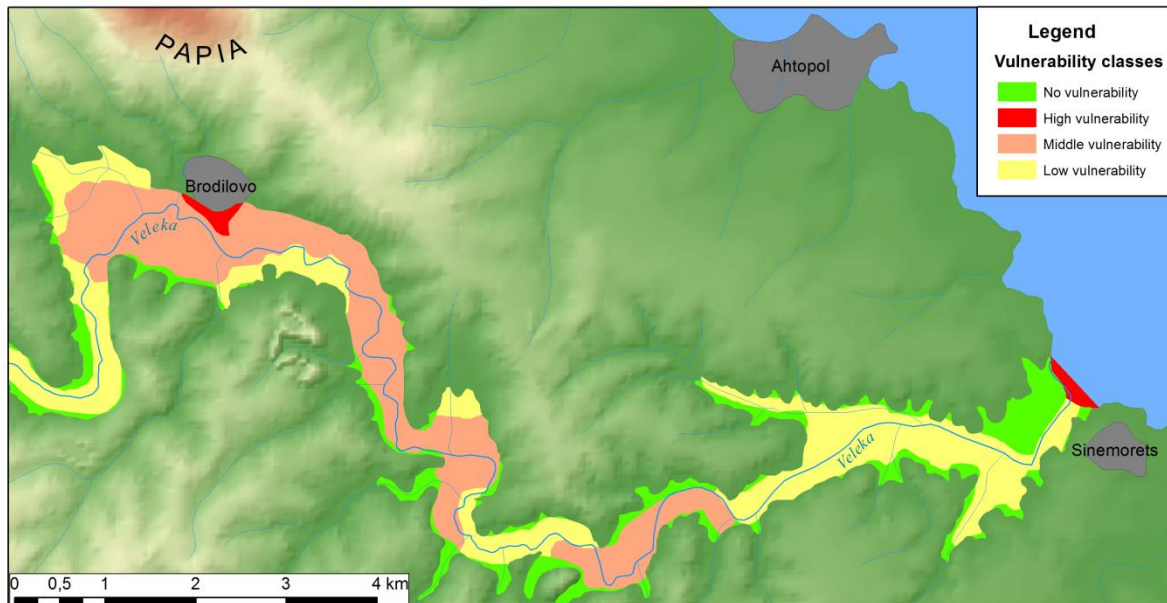 PAPIA
Ahtopol
Legend
Vulnerability classes
No vulnerability
High vulnerability
Middle vulnerability
Low vulnerability
Brodilovo
Veleka
Veleka
Sinemorets
0 0,5 1 2 3 4 km